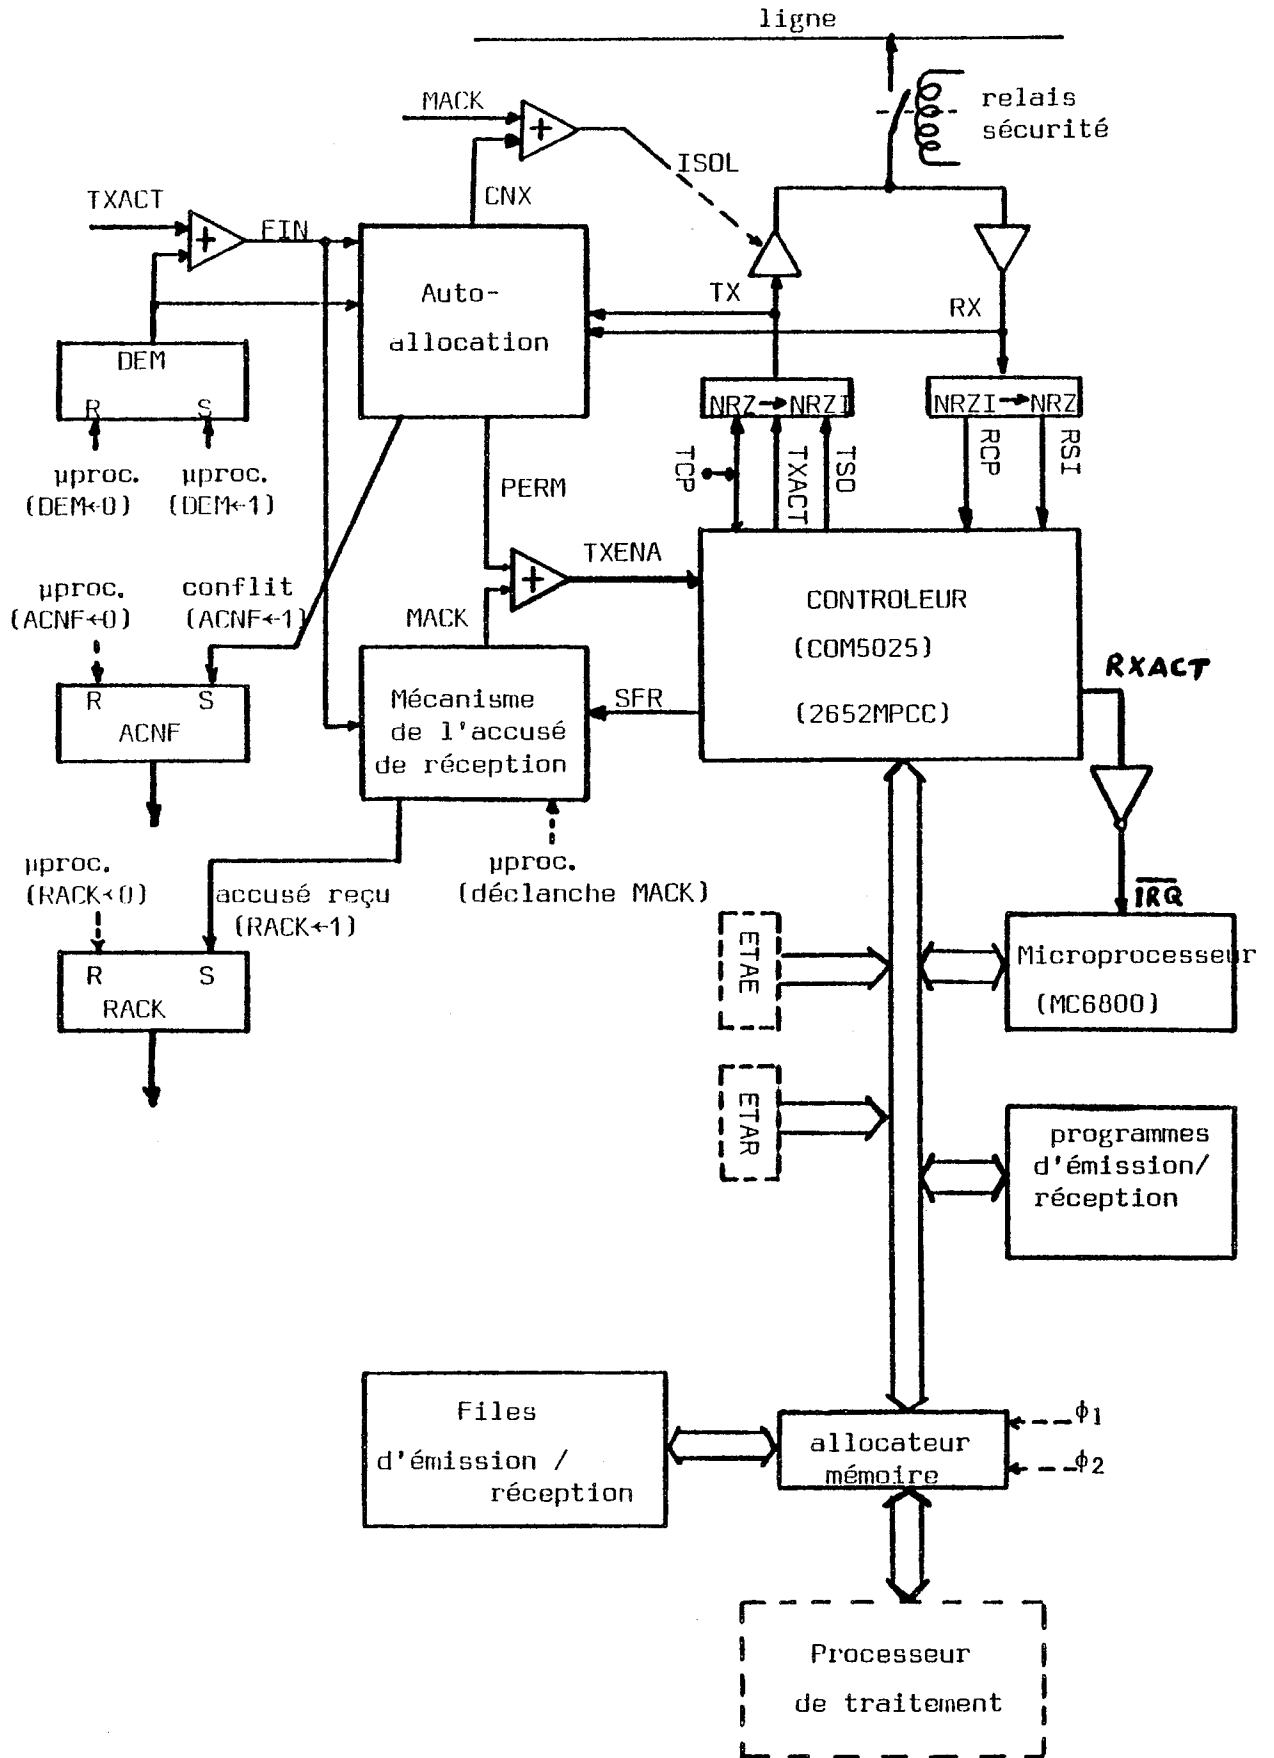 ligne
MACK
relais
sécurité
+
ISOL
CNX
TXACT
FIN
+
Auto-
allocation
TX
RX
DEM
R S
NRZ→NRZI
NRZI→NRZ
µproc.
(DEM←0)
µproc.
(DEM←1)
TCP
TXACT
TSO
RCP
RSI
PERM
TXENA
+
µproc.
(ACNF←0)
conflit
(ACNF←1)
MACK
CONTROLEUR
(COM5025)
(2652MPCC)
RXACT
R S
ACNF
Mécanisme
de l'accusé
de réception
SFR
µproc.
(RACK←0)
accusé reçu
(RACK←1)
µproc.
(déclanche MACK)
IRQ
R S
RACK
ETAE
Microprocesseur
(MC6800)
ETAR
programmes
d'émission/
réception
Files
d'émission /
réception
allocateur
mémoire
ϕ1
ϕ2
Processeur
de traitement